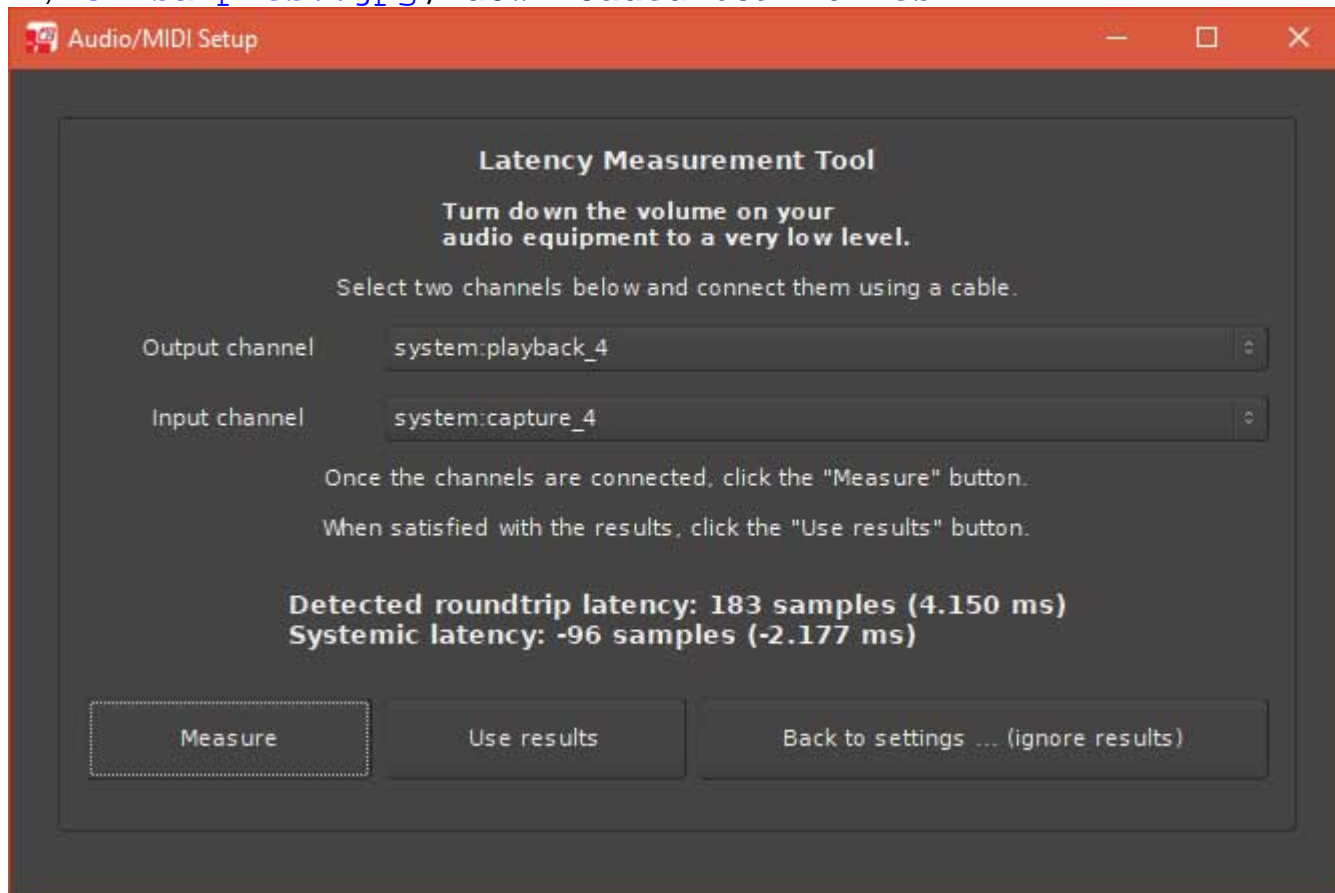 Audio/MIDI Setup
Latency Measurement Tool
Turn down the volume on your
audio equipment to a very low level.
Select two channels below and connect them using a cable.
Output channel system:playback_4
Input channel system:capture_4
Once the channels are connected, click the "Measure" button.
When satisfied with the results, click the "Use results" button.
Detected roundtrip latency: 183 samples (4.150 ms)
Systemic latency: -96 samples (-2.177 ms)
Measure Use results Back to settings ... (ignore results)